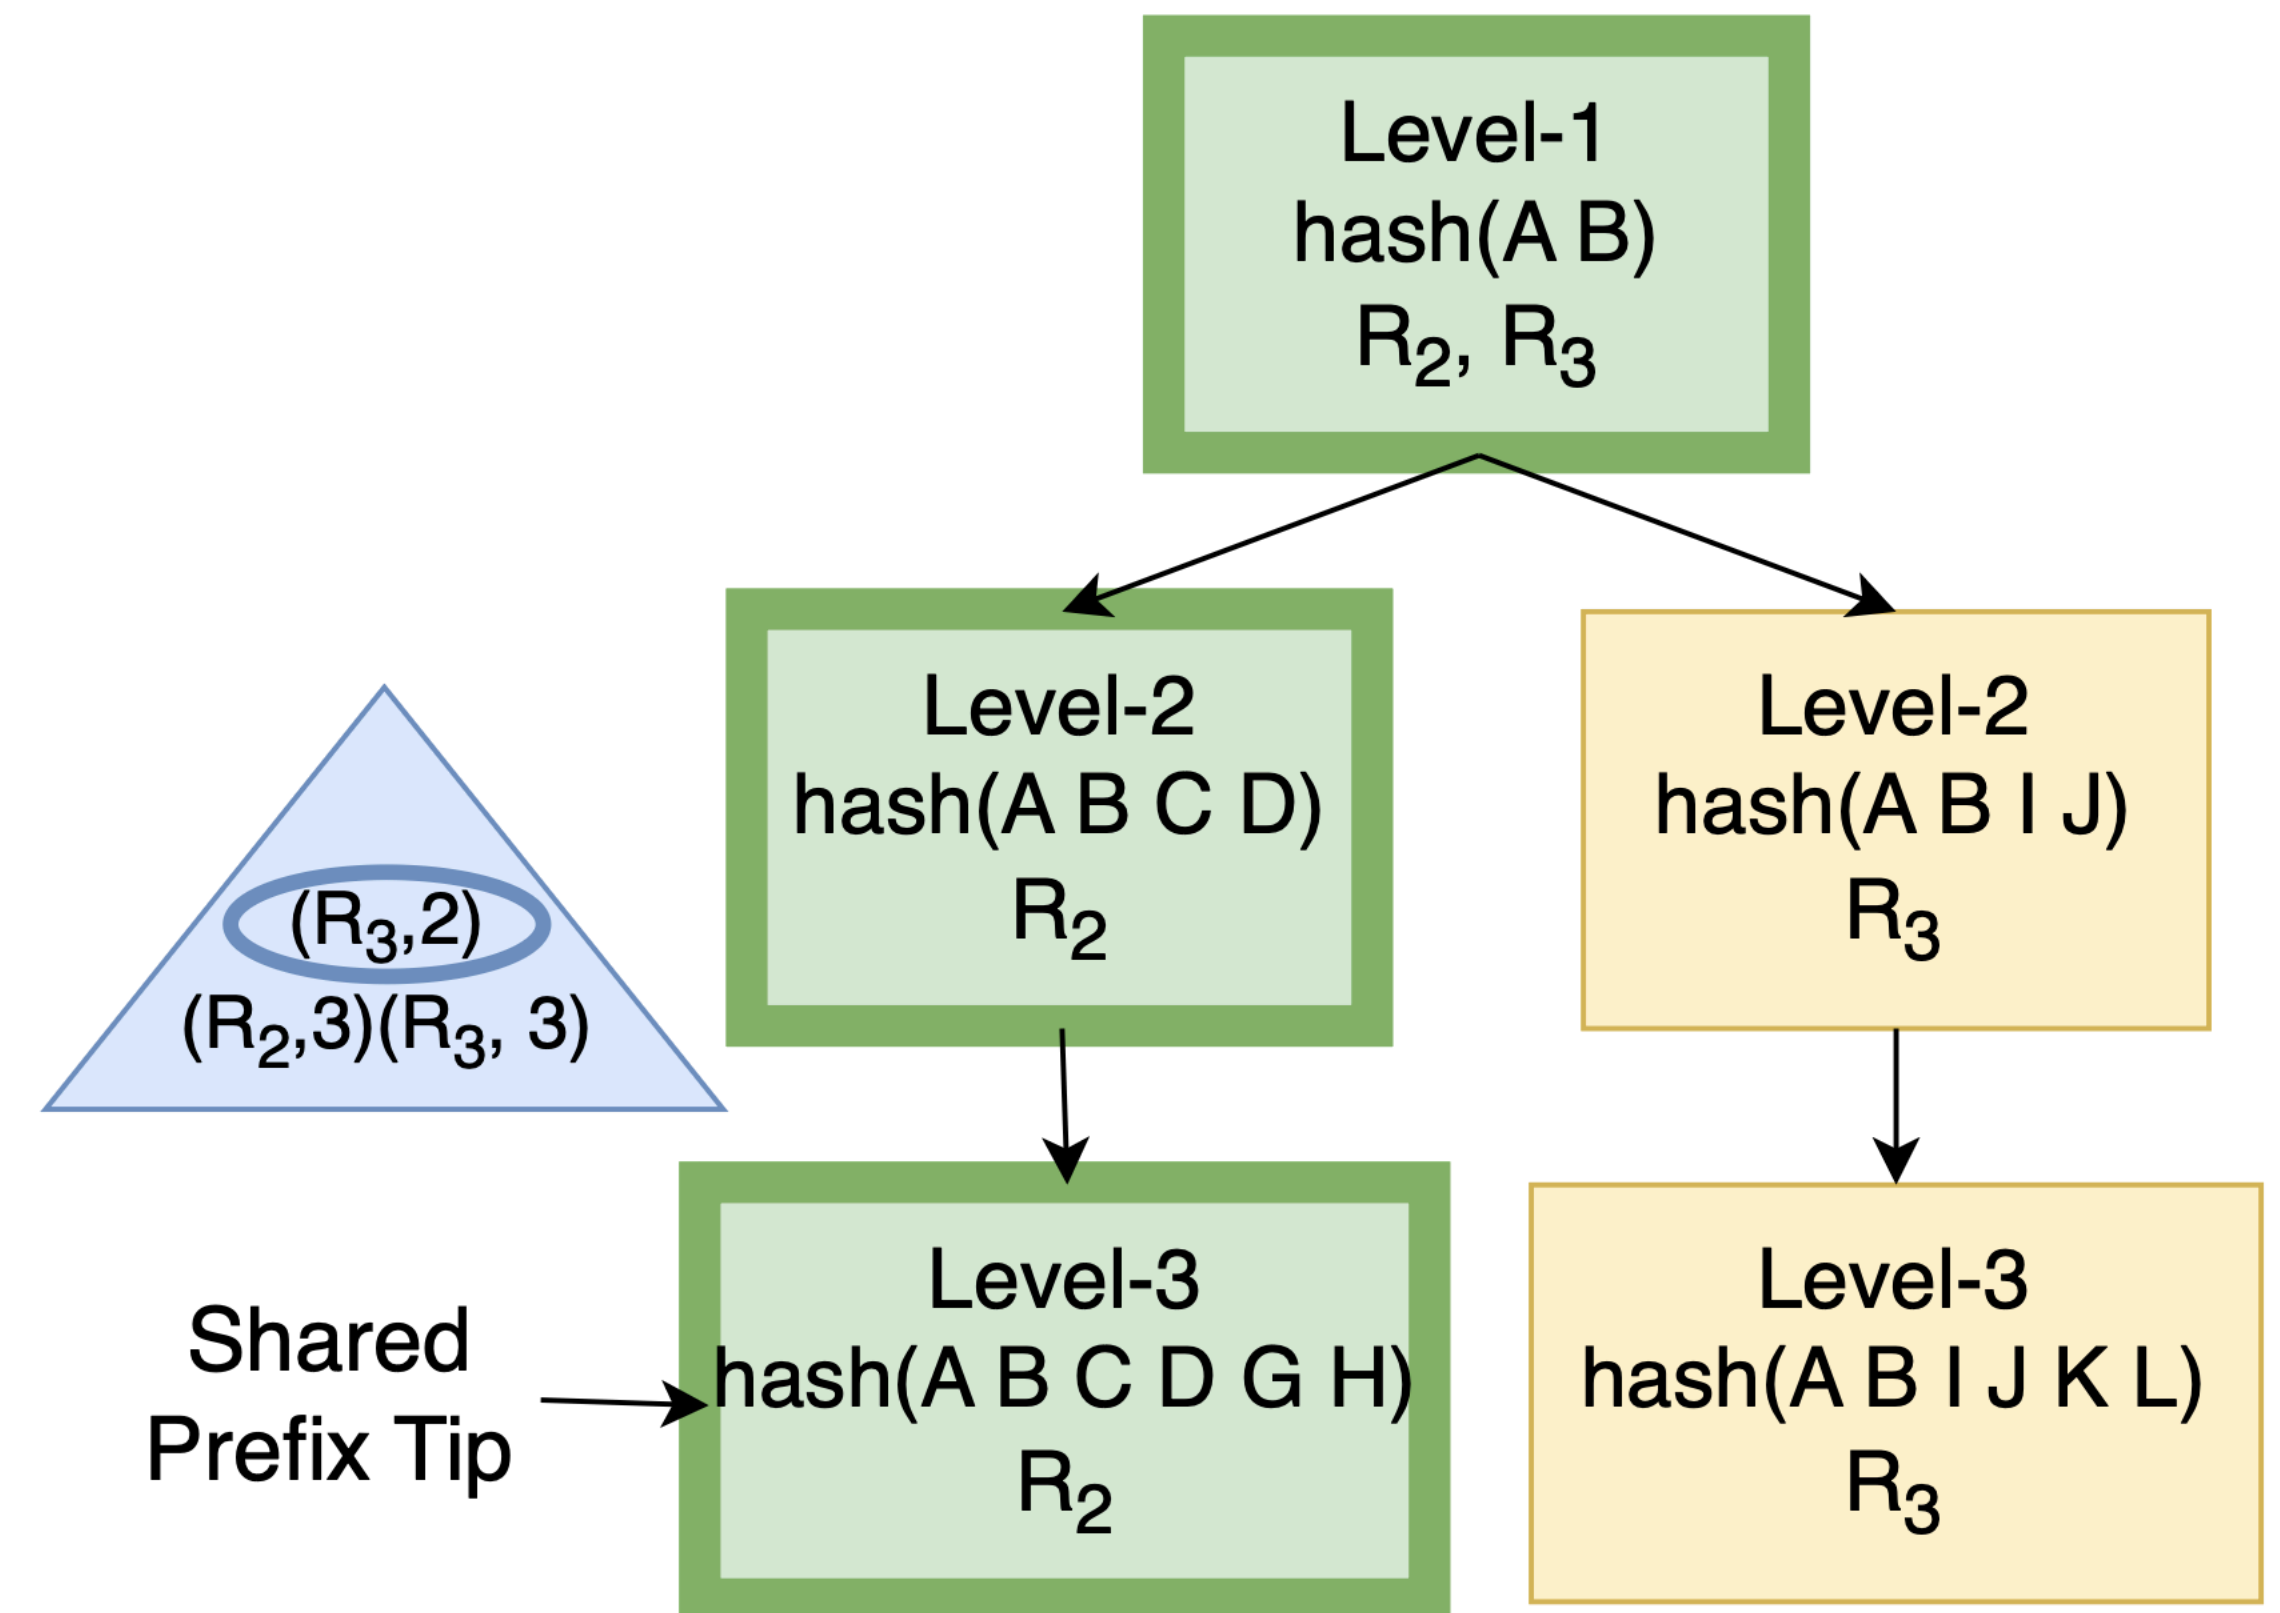 Level-1
hash(A B)
R2, R3
Level-2
hash(A B C D)
R2
Level-2
hash(A B I J)
R3
(R3,2)
(R2,3)(R3, 3)
Shared
Prefix Tip
Level-3
hash(A B C D G H)
R2
Level-3
hash(A B I J K L)
R3